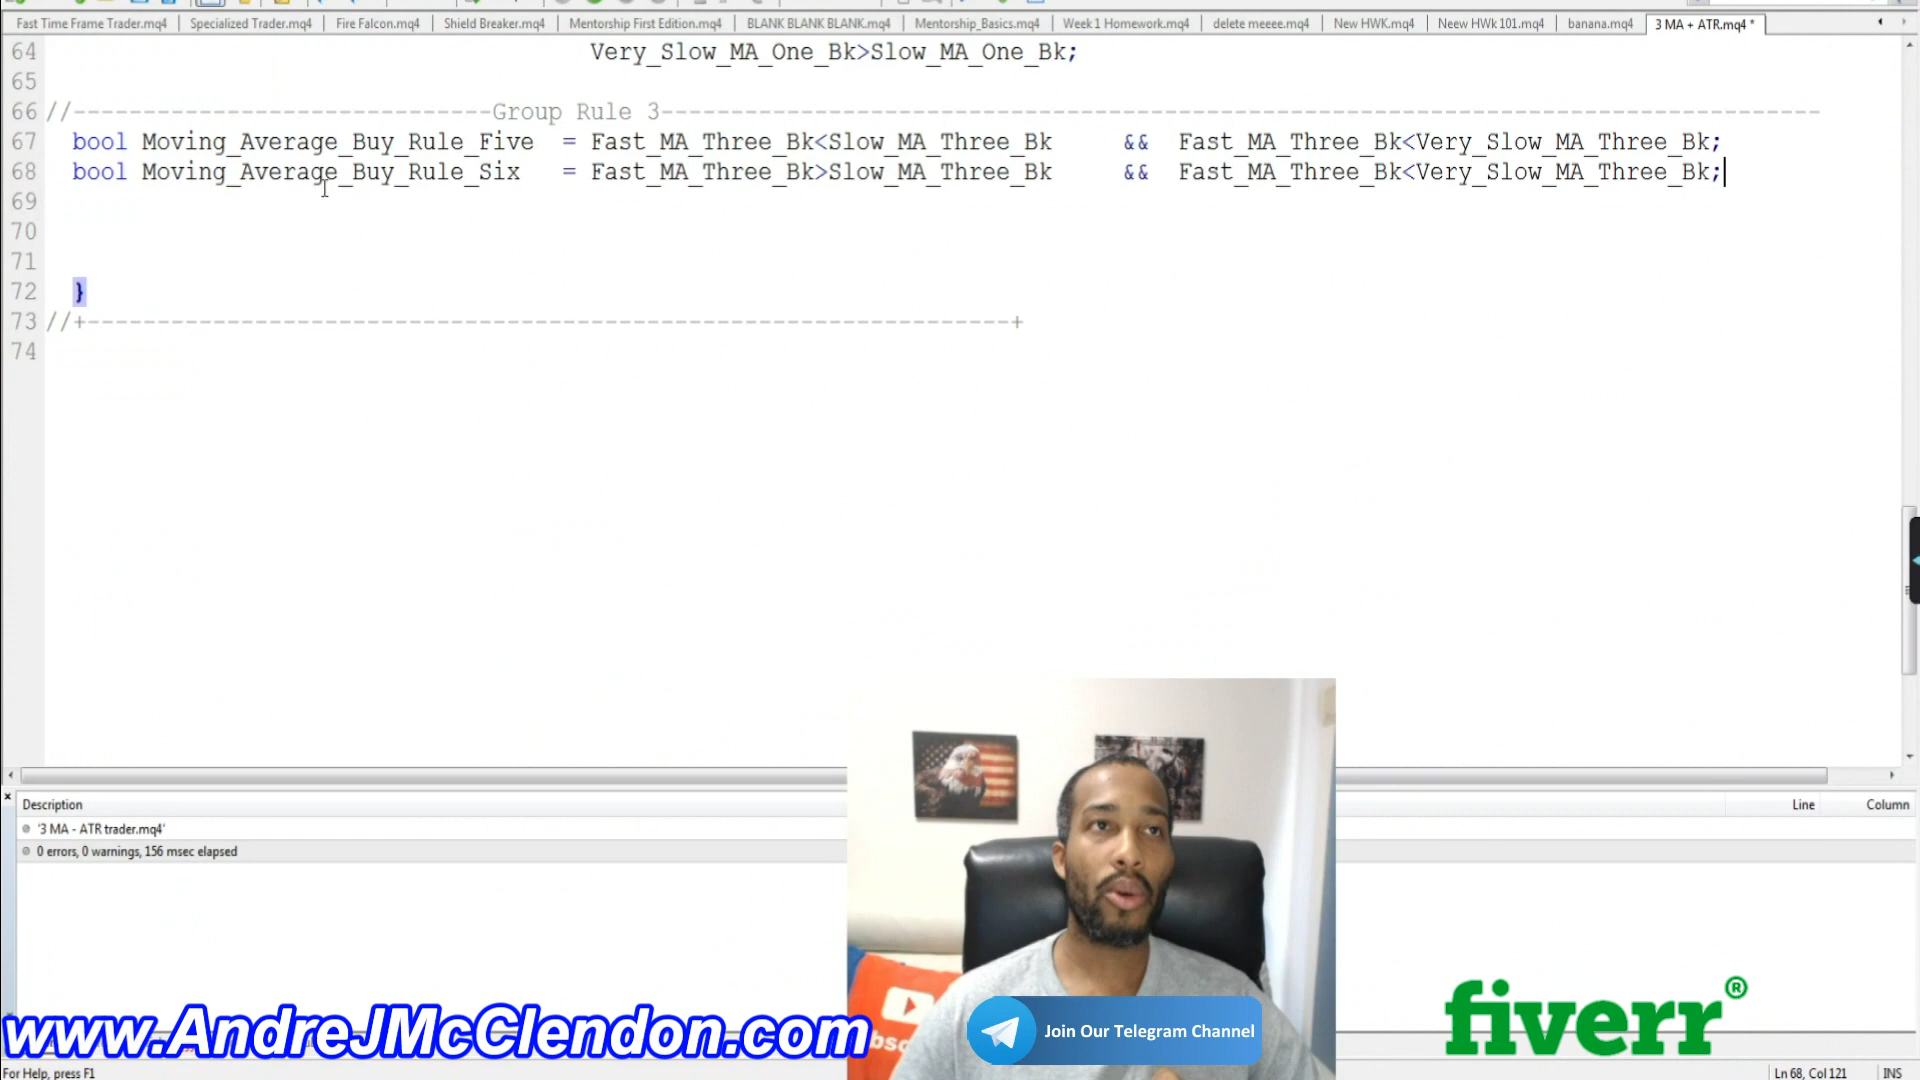 Fast Time Frame Trader.mq4 Specialized Trader.mq4 Fire Falcon.mq4 Shield Breaker.mq4 Mentorship First Edition.mq4 BLANK BLANK BLANK.mq4 Mentorship_Basics.mq4 Week 1 Homework.mq4 delete meeee.mq4 New HWK.mq4 Neew HWk 101.mq4 banana.mq4 3 MA + ATR.mq4 *
64 Very_Slow_MA_One_Bk>Slow_MA_One_Bk;
65
66 //------------------------------Group Rule 3-----------------------------------------------------------------------------------
67 bool Moving_Average_Buy_Rule_Five = Fast_MA_Three_Bk<Slow_MA_Three_Bk && Fast_MA_Three_Bk<Very_Slow_MA_Three_Bk;
68 bool Moving_Average_Buy_Rule_Six = Fast_MA_Three_Bk>Slow_MA_Three_Bk && Fast_MA_Three_Bk<Very_Slow_MA_Three_Bk;
69
70
71
72 }
73 //+------------------------------------------------------------------+
74
Description Line Column
'3 MA - ATR trader.mq4'
0 errors, 0 warnings, 156 msec elapsed
www.AndreJMcClendon.com
Join Our Telegram Channel
fiverr®
For Help, press F1 Ln 68, Col 121 INS